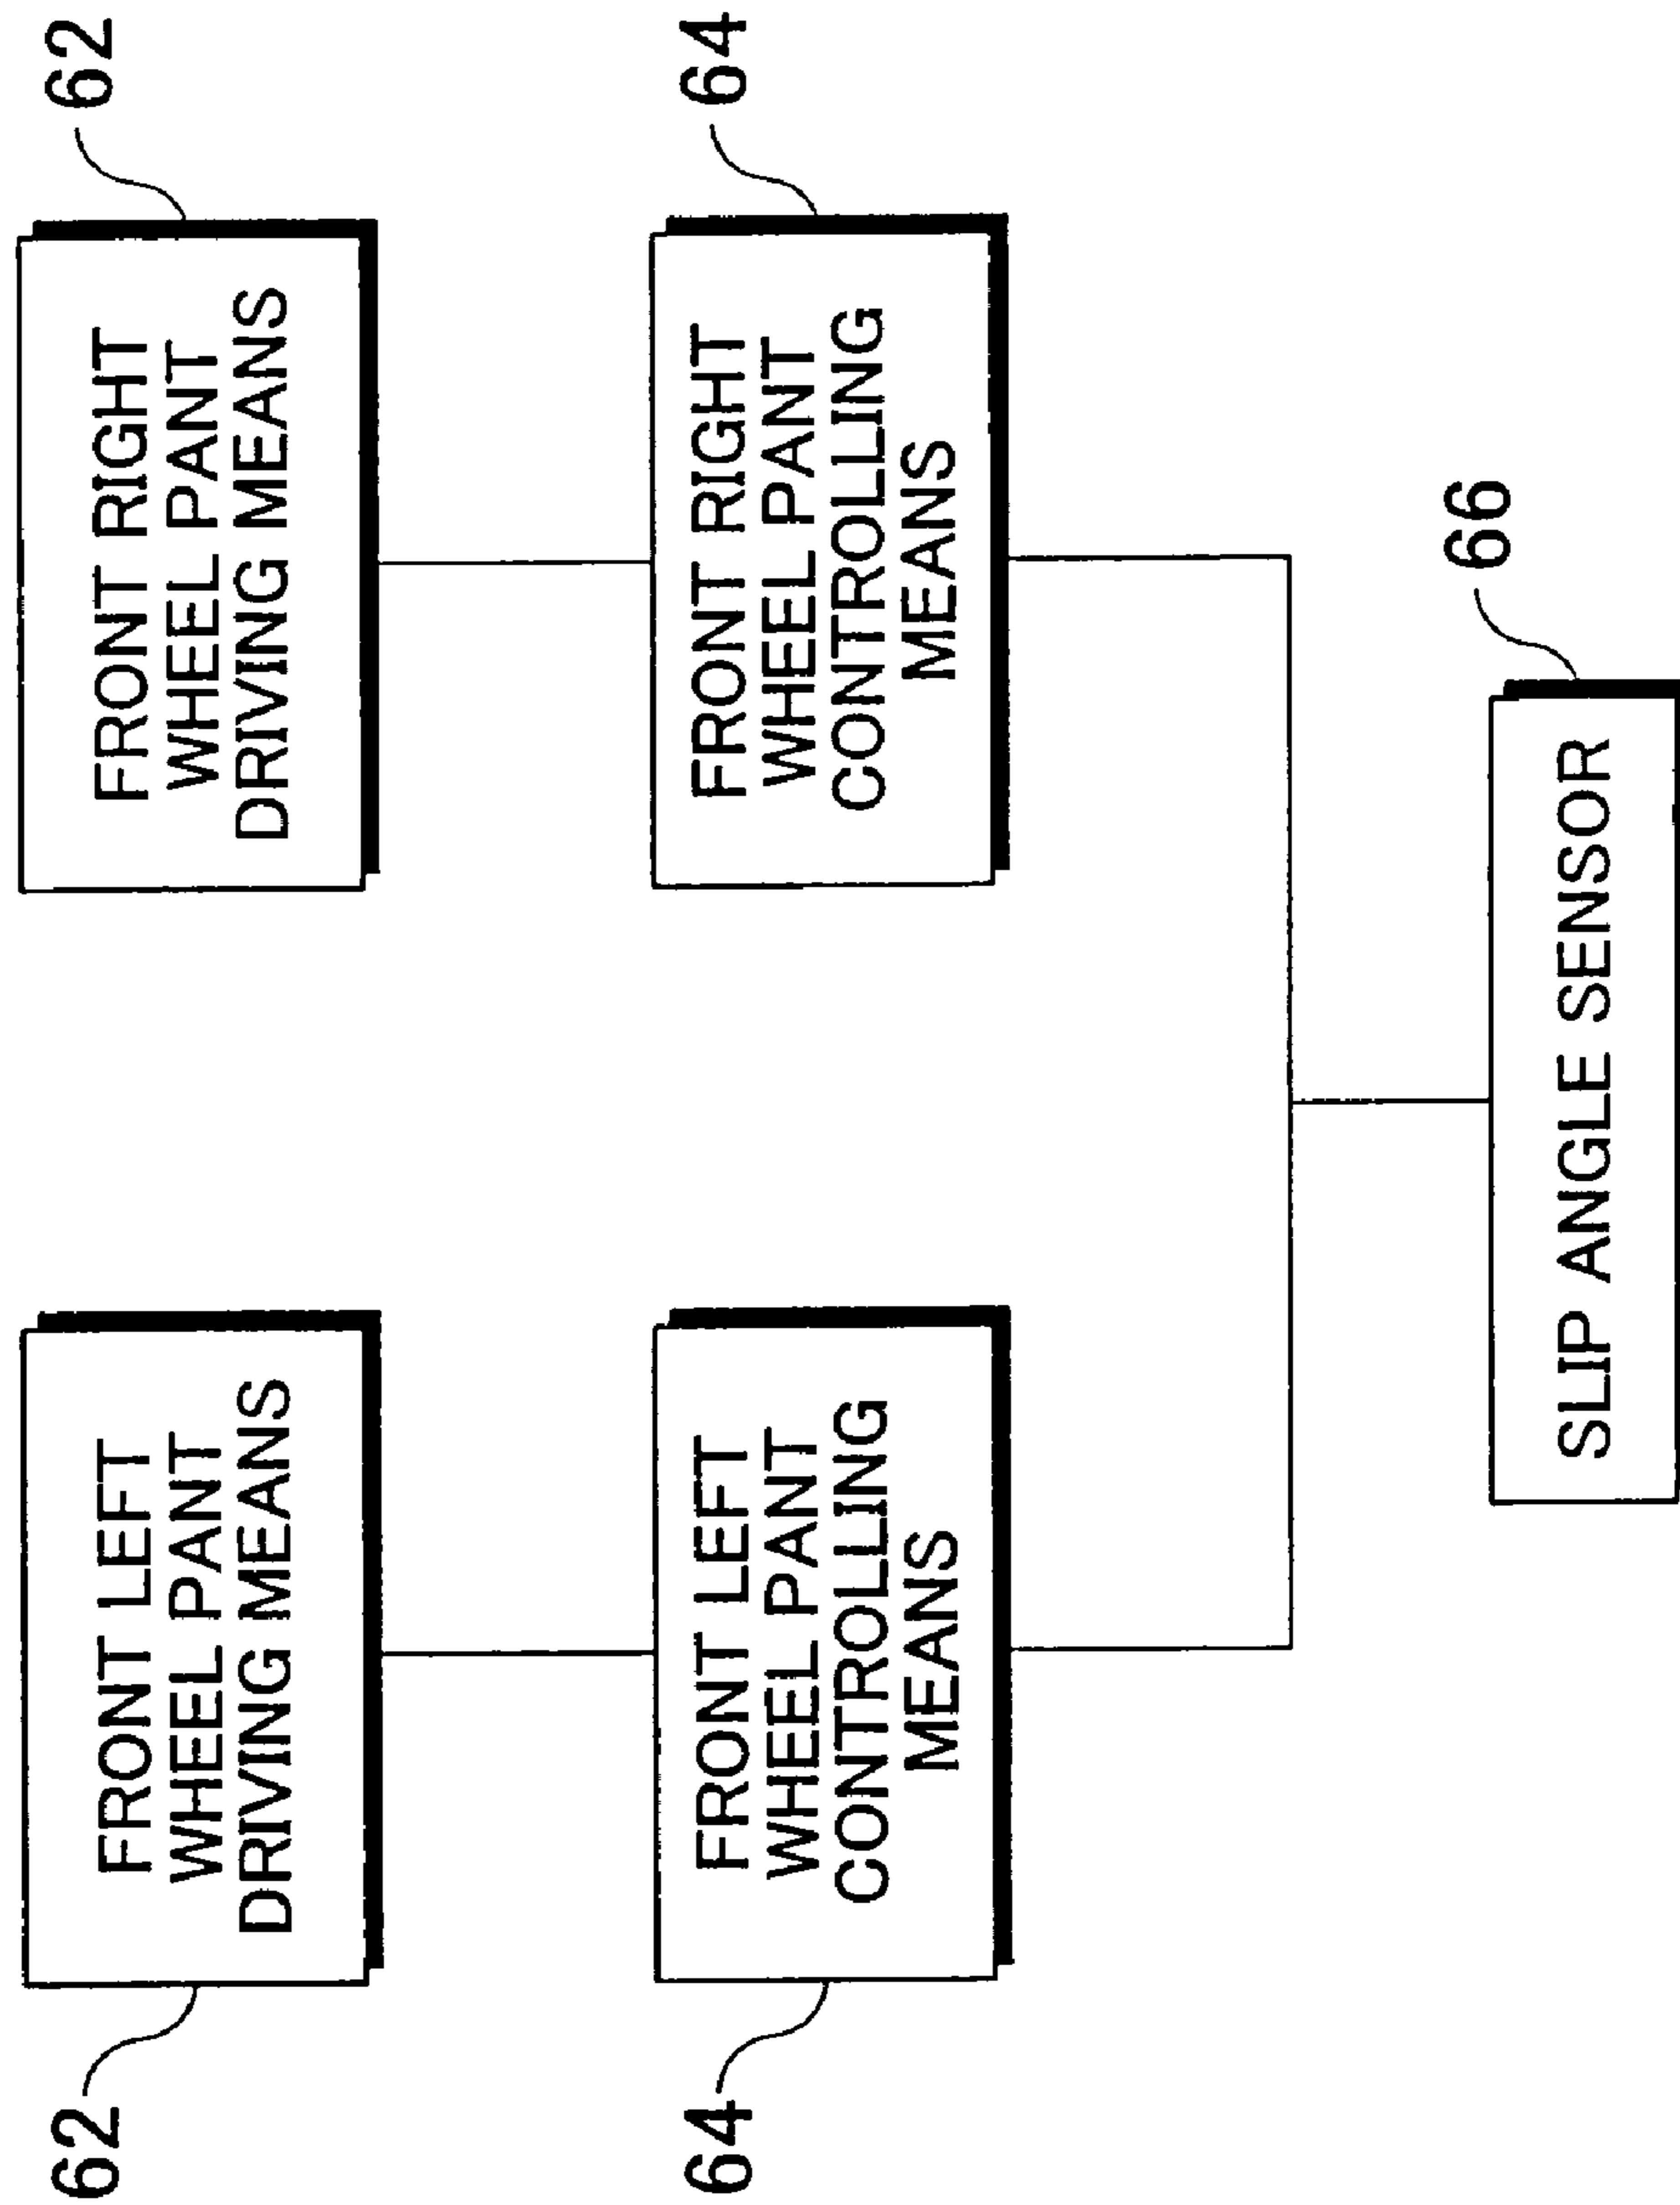 62
FRONT LEFT
WHEEL PANT
DRIVING MEANS
FRONT RIGHT
WHEEL PANT
DRIVING MEANS
62
64
FRONT LEFT
WHEEL PANT
CONTROLLING
MEANS
FRONT RIGHT
WHEEL PANT
CONTROLLING
MEANS
64
SLIP ANGLE SENSOR
66